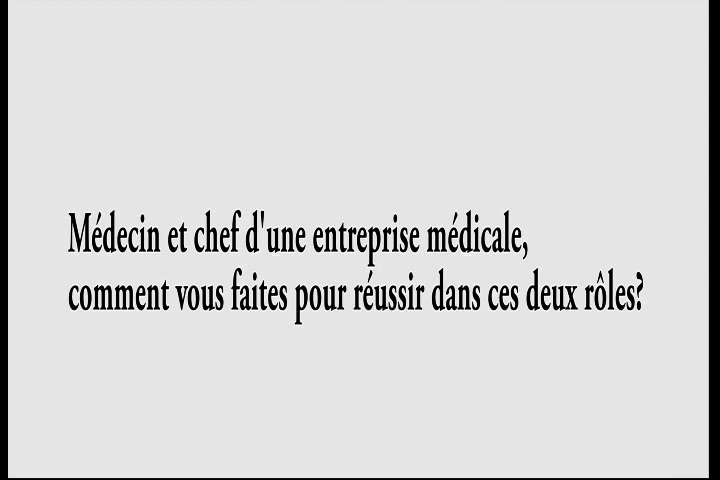 Médecin et chef d'une entreprise médicale,
comment vous faites pour réussir dans ces deux rôles?